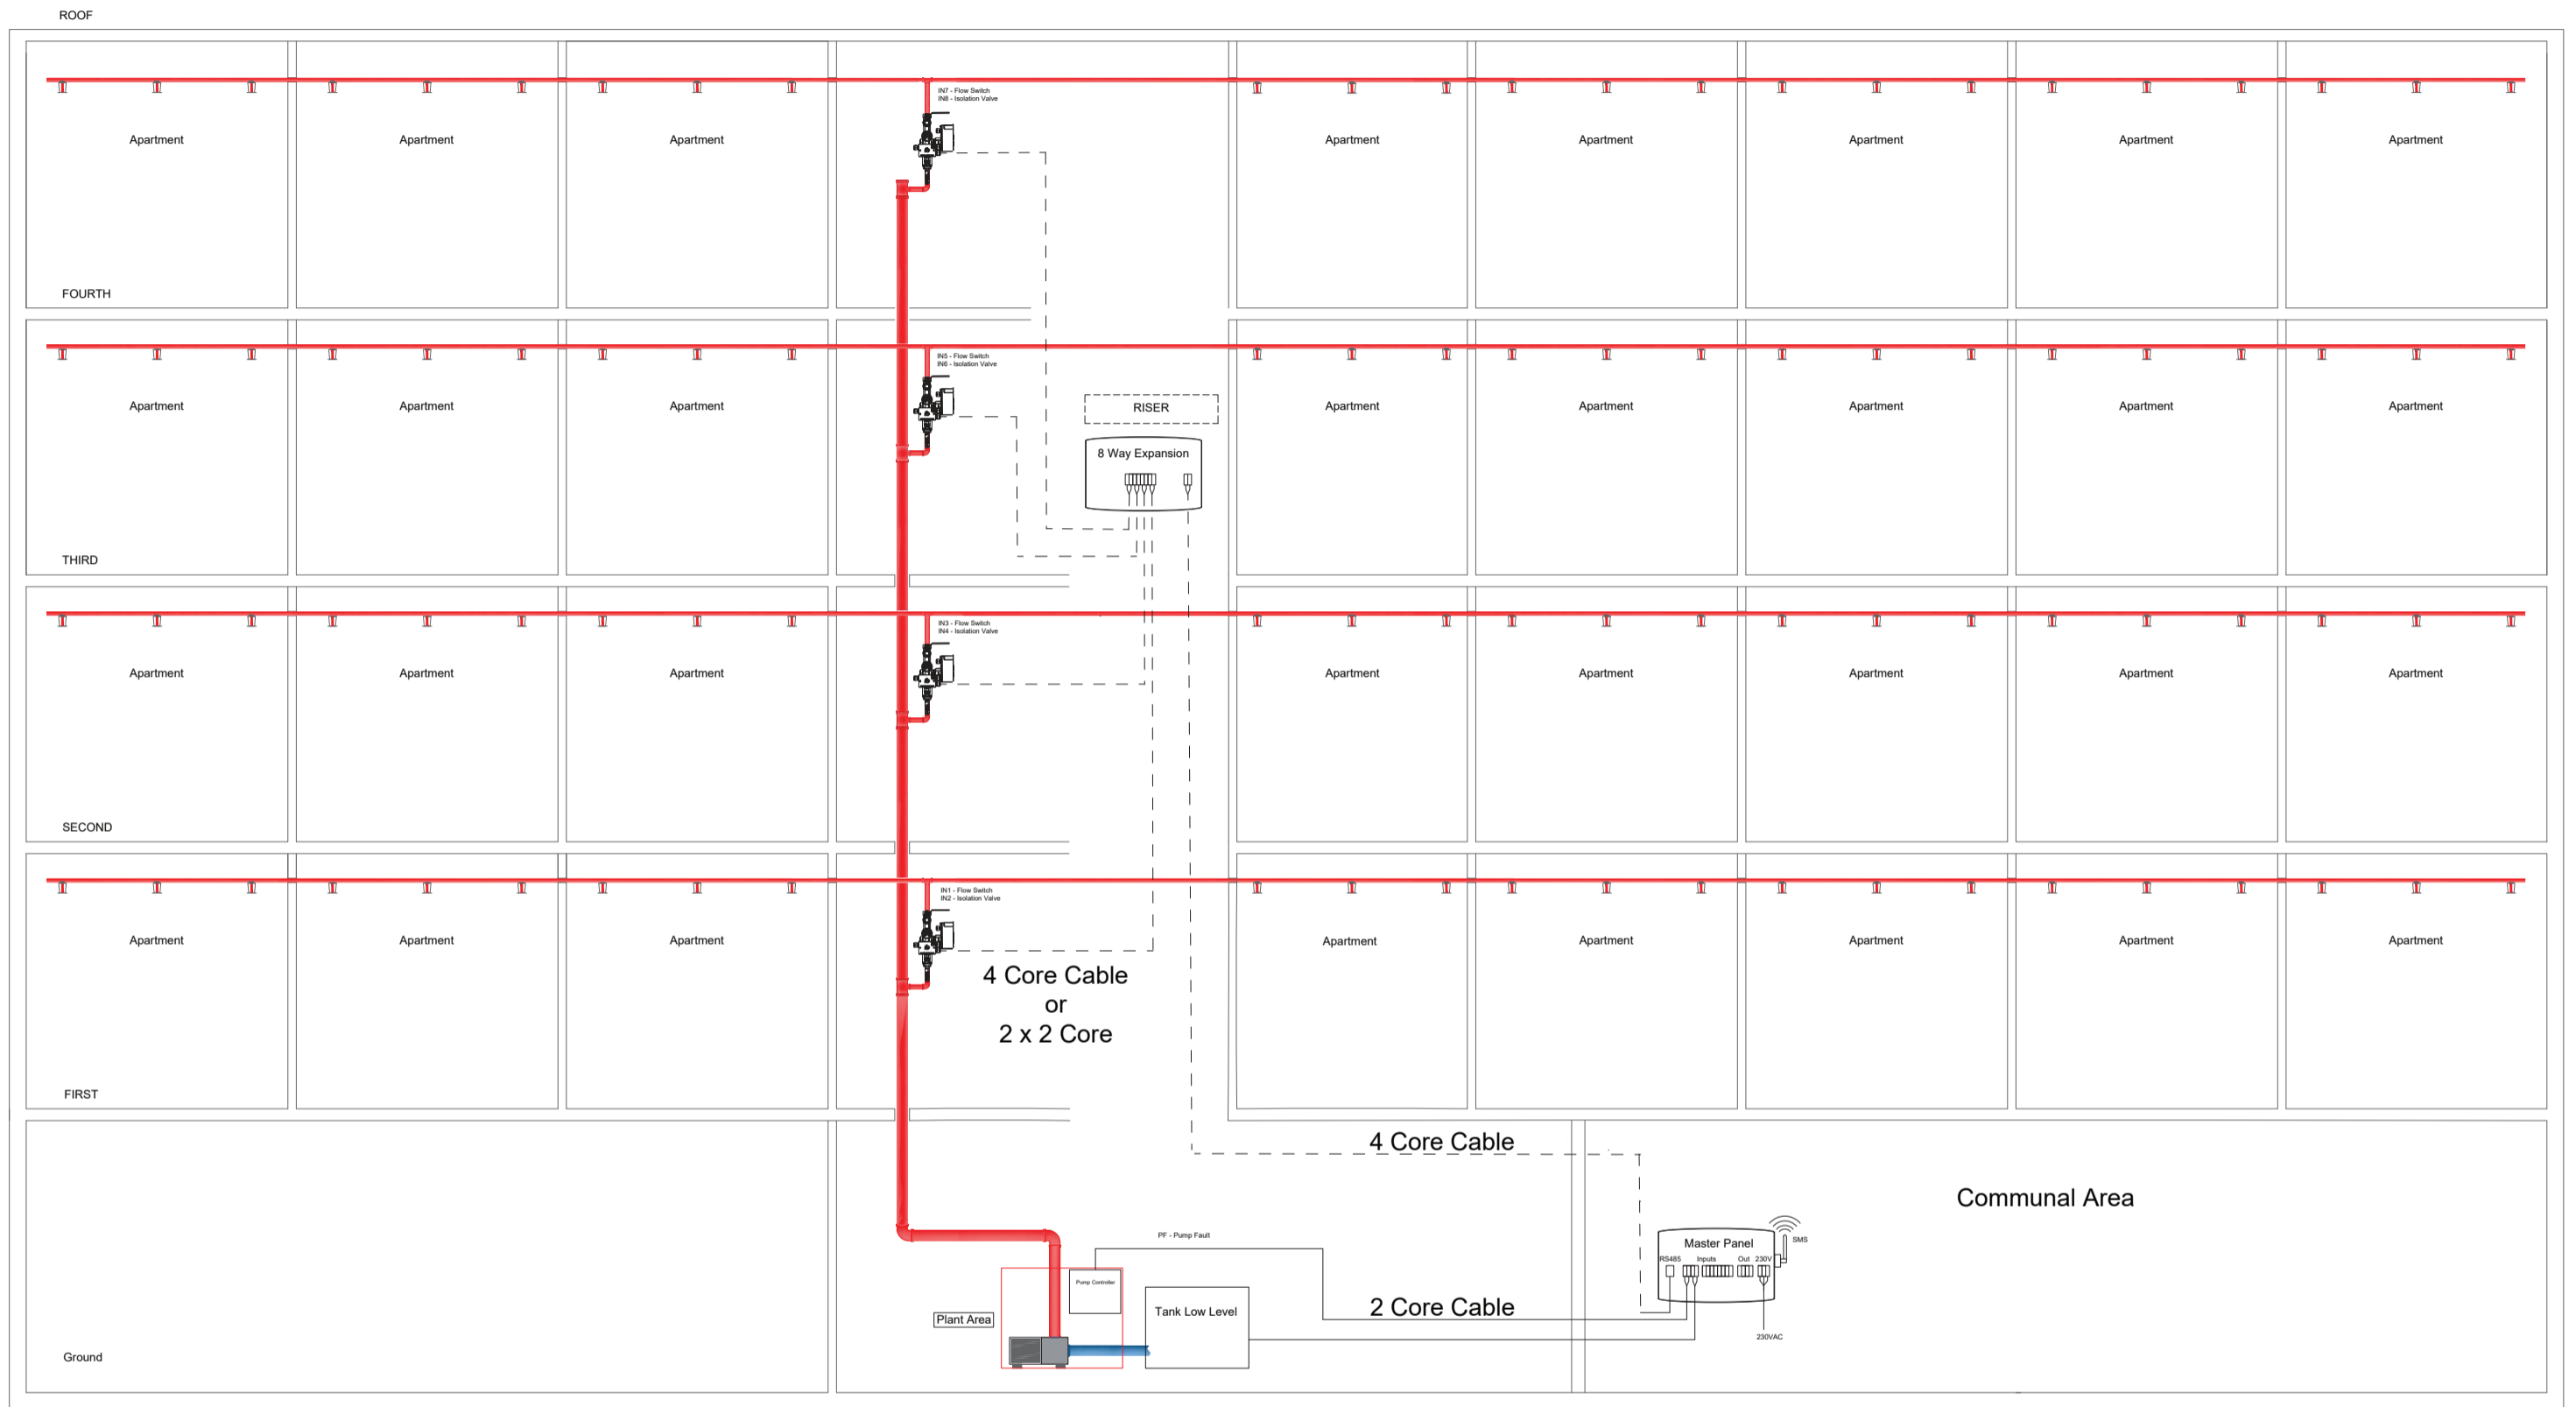 ROOF
IN7 - Flow Switch
IN8 - Isolation Valve
Apartment
Apartment
Apartment
Apartment
Apartment
Apartment
Apartment
Apartment
FOURTH
IN5 - Flow Switch
IN6 - Isolation Valve
Apartment
Apartment
Apartment
RISER
Apartment
Apartment
Apartment
Apartment
Apartment
8 Way Expansion
THIRD
IN3 - Flow Switch
IN4 - Isolation Valve
Apartment
Apartment
Apartment
Apartment
Apartment
Apartment
Apartment
Apartment
SECOND
IN1 - Flow Switch
IN2 - Isolation Valve
Apartment
Apartment
Apartment
Apartment
Apartment
Apartment
Apartment
Apartment
4 Core Cable
or
2 x 2 Core
FIRST
4 Core Cable
Communal Area
PF - Pump Fault
Master Panel
SMS
RS485 Inputs Out 230V
Pump Controller
Plant Area
Tank Low Level
2 Core Cable
230VAC
Ground